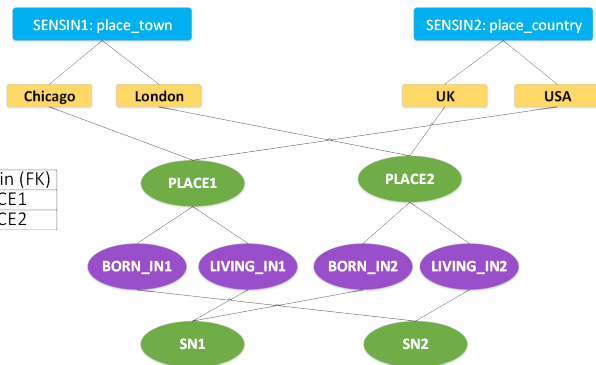 SENSIN1: place_town
SENSIN2: place_country
Chicago
London
UK
USA
in (FK)
CE1
CE2
PLACE1
PLACE2
BORN_IN1
LIVING_IN1
BORN_IN2
LIVING_IN2
SN1
SN2